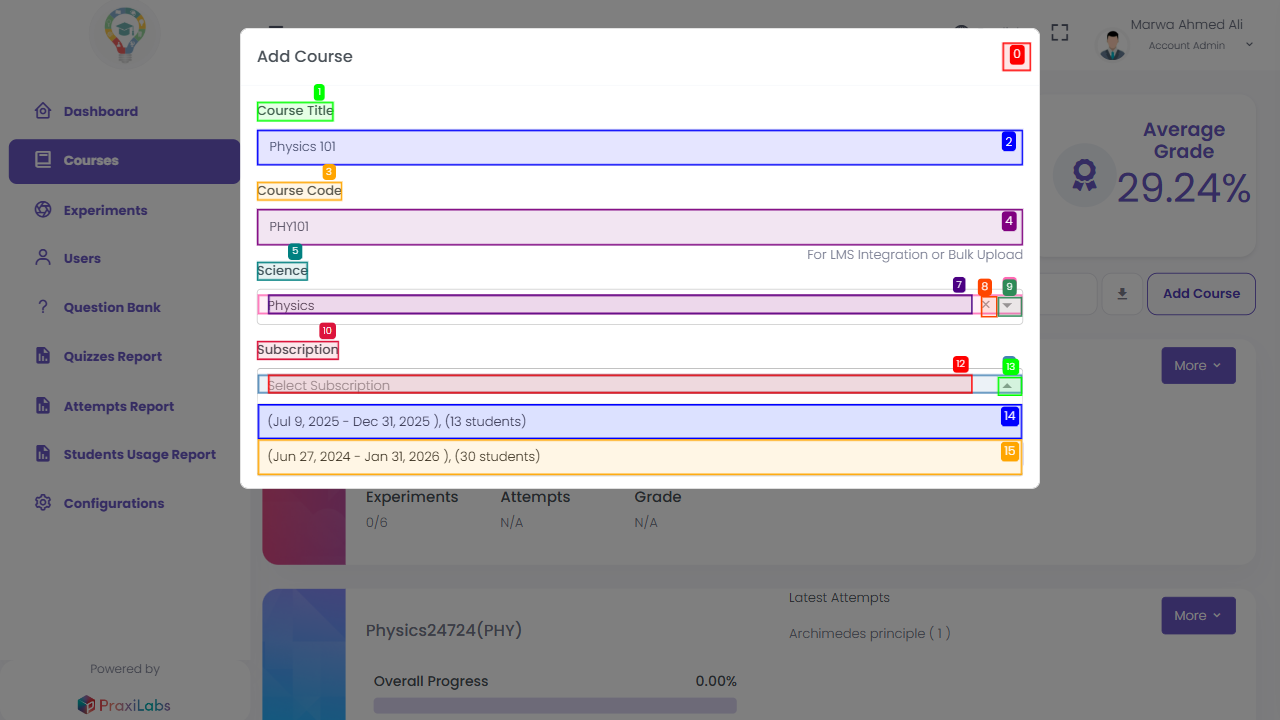 Marwa Ahmed Ali
Account Admin
Dashboard
Courses
Experiments
Users
Question Bank
Quizzes Report
Attempts Report
Students Usage Report
Configurations
Powered by
PraxiLabs
Add Course
0
1
Course Title
Physics 101
2
3
Course Code
PHY101
4
For LMS Integration or Bulk Upload
5
Science
7
8
9
Physics
10
Subscription
12
13
Select Subscription
(Jul 9, 2025 - Dec 31, 2025 ), (13 students)
14
(Jun 27, 2024 - Jan 31, 2026 ), (30 students)
15
Average
Grade
29.24%
Add Course
More
Experiments
Attempts
Grade
0/6
N/A
N/A
Physics24724(PHY)
Overall Progress
0.00%
Latest Attempts
Archimedes principle ( 1 )
More